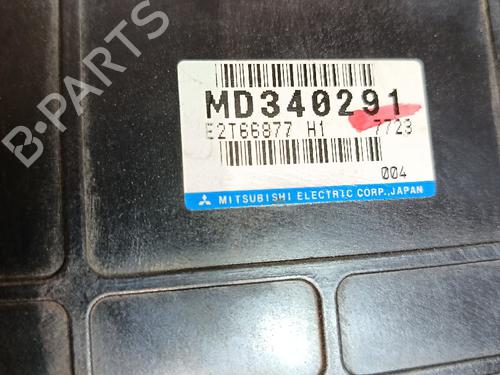 MD340291
E2T66877 H1 7723
004
MITSUBISHI ELECTRIC CORP., JAPAN
B-PARTS